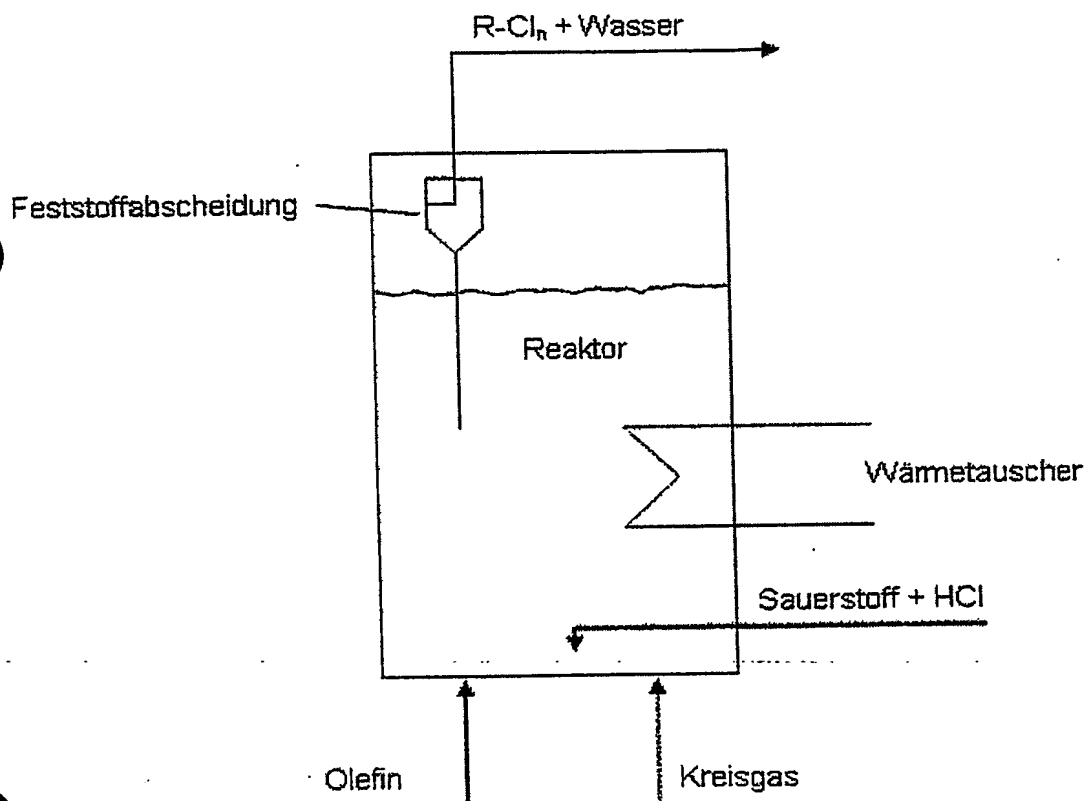 R-Clₙ + Wasser
Feststoffabscheidung
Reaktor
Wärmetauscher
Sauerstoff + HCl
Olefin
Kreisgas